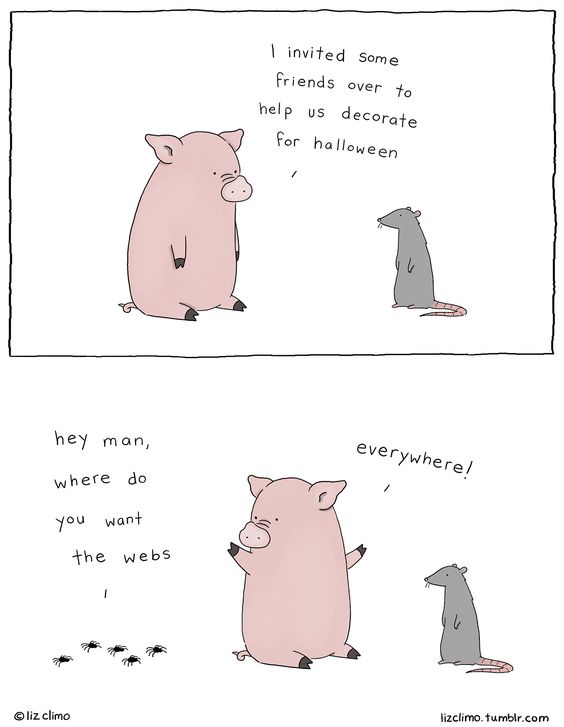 I invited some
friends over to
help us decorate
for halloween
hey man,
where do
you want
the webs
everywhere!
©liz climo
lizclimo.tumblr.com